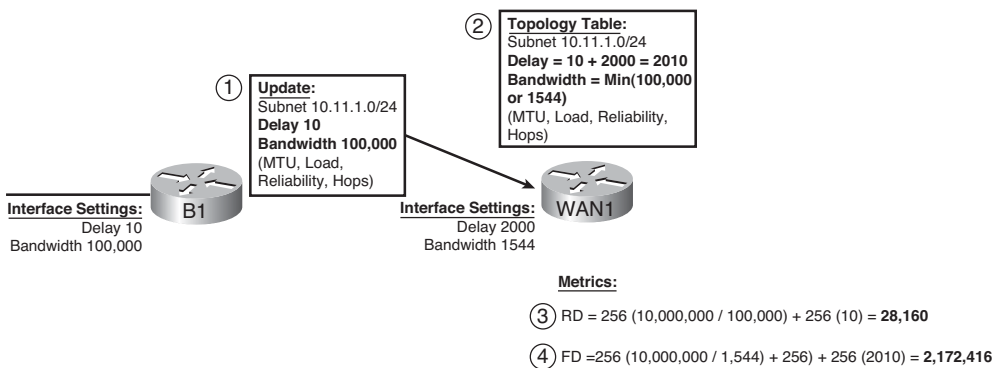 ②
Topology Table:
Subnet 10.11.1.0/24
Delay = 10 + 2000 = 2010
Bandwidth = Min(100,000
or 1544)
(MTU, Load, Reliability,
Hops)
①
Update:
Subnet 10.11.1.0/24
Delay 10
Bandwidth 100,000
(MTU, Load,
Reliability, Hops)
Interface Settings:
Delay 10
Bandwidth 100,000
B1
Interface Settings:
Delay 2000
Bandwidth 1544
WAN1
Metrics:
③ RD = 256 (10,000,000 / 100,000) + 256 (10) = 28,160
④ FD =256 (10,000,000 / 1,544) + 256) + 256 (2010) = 2,172,416